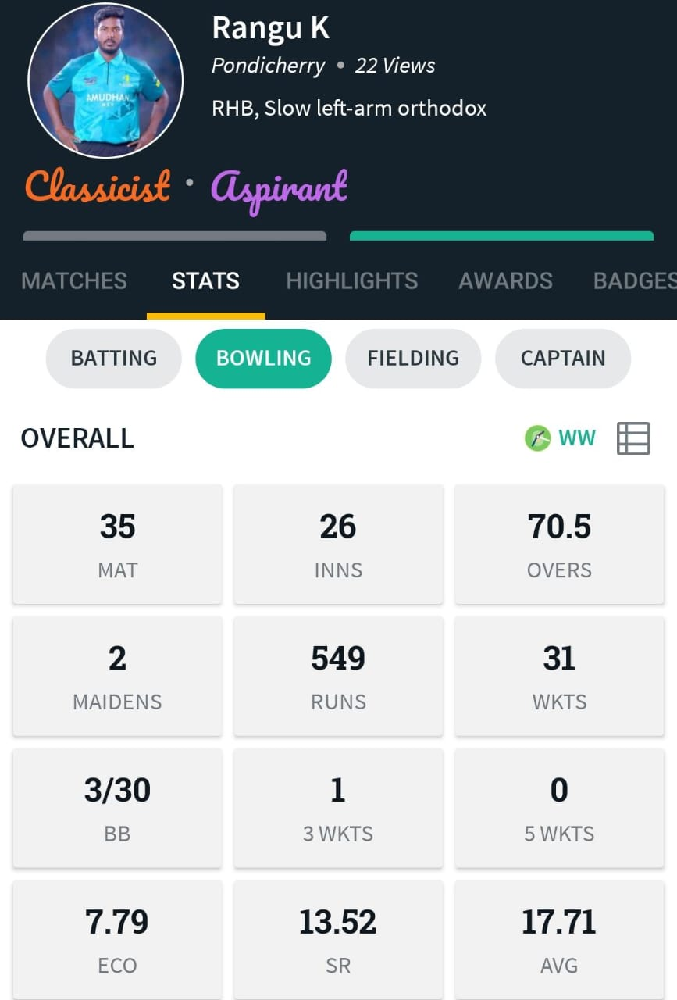 Rangu K
Pondicherry • 22 Views
RHB, Slow left-arm orthodox
AMUDHAN
Classicist · Aspirant
MATCHES STATS HIGHLIGHTS AWARDS BADGES
BATTING BOWLING FIELDING CAPTAIN
OVERALL WW
35 26 70.5
MAT INNS OVERS
2 549 31
MAIDENS RUNS WKTS
3/30 1 0
BB 3 WKTS 5 WKTS
7.79 13.52 17.71
ECO SR AVG